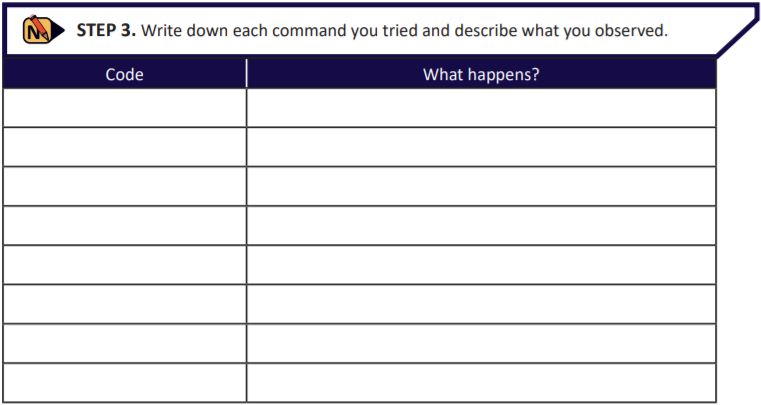 N
STEP 3. Write down each command you tried and describe what you observed.
Code
What happens?